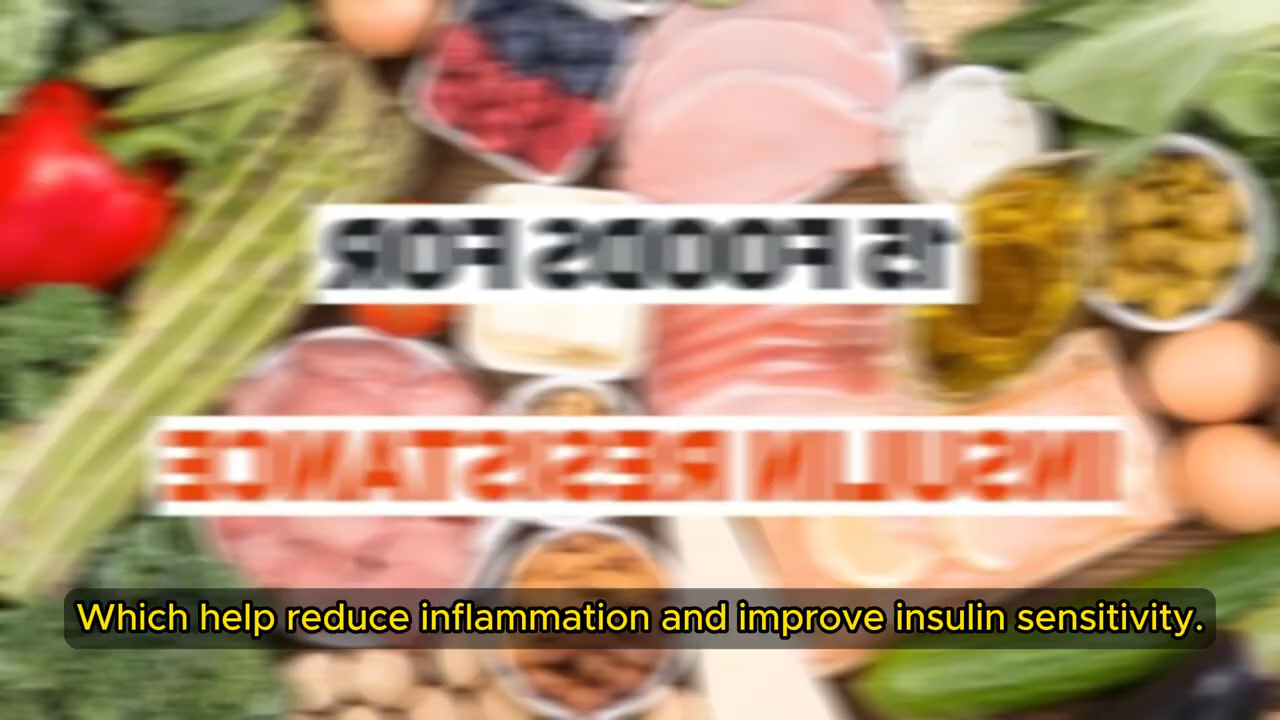 15 FOODS FOR
INSULIN RESISTANCE
Which help reduce inflammation and improve insulin sensitivity.